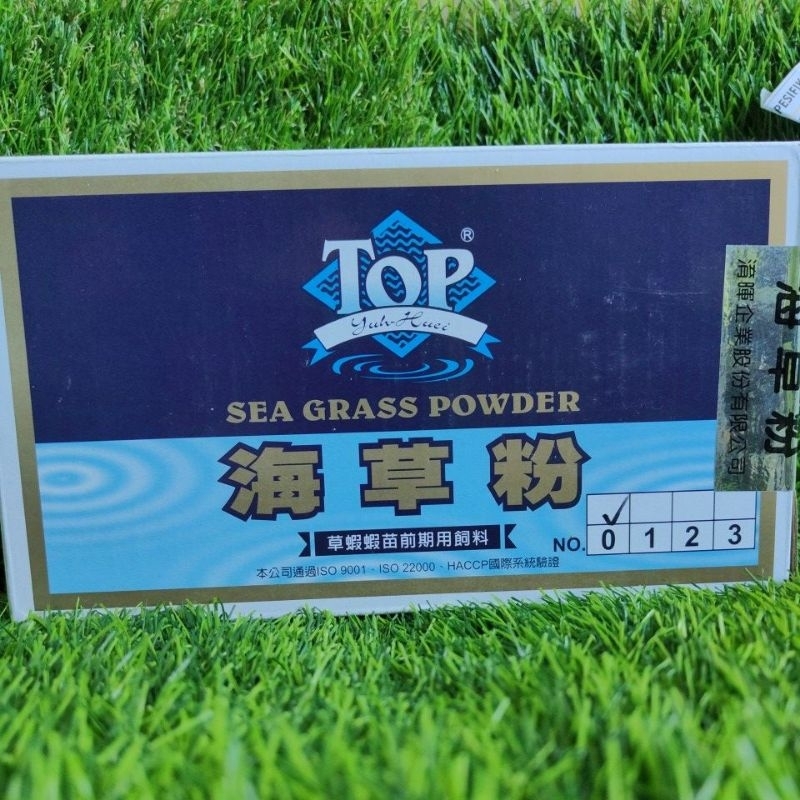 TOP®
Yuh-Huei
SEA GRASS POWDER
海草粉
草蝦蝦苗前期用飼料
NO. 0 1 2 3
本公司通過ISO 9001、ISO 22000、HACCP國際系統驗證
海草粉
淯暉企業股份有限公司
PESIFIK